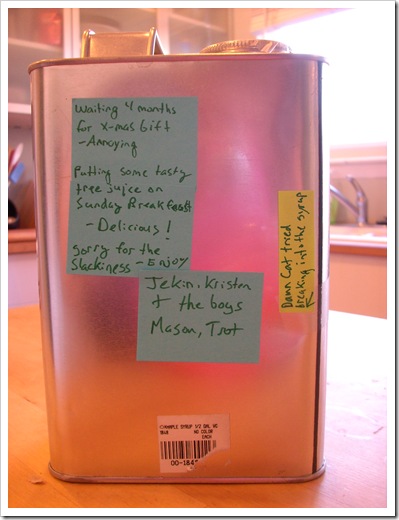 Waiting 4 months
for x-mas Gift
- Annoying
Putting some tasty
tree juice on
Sunday Breakfast
- Delicious!
sorry for the
slackiness - Enjoy
Jekin, Kristen
+ the boys
Mason, Trot
Damn Cat tried
breaking into the syrup
MAPLE SYRUP 1/2 GAL
NO COLOR
EACH